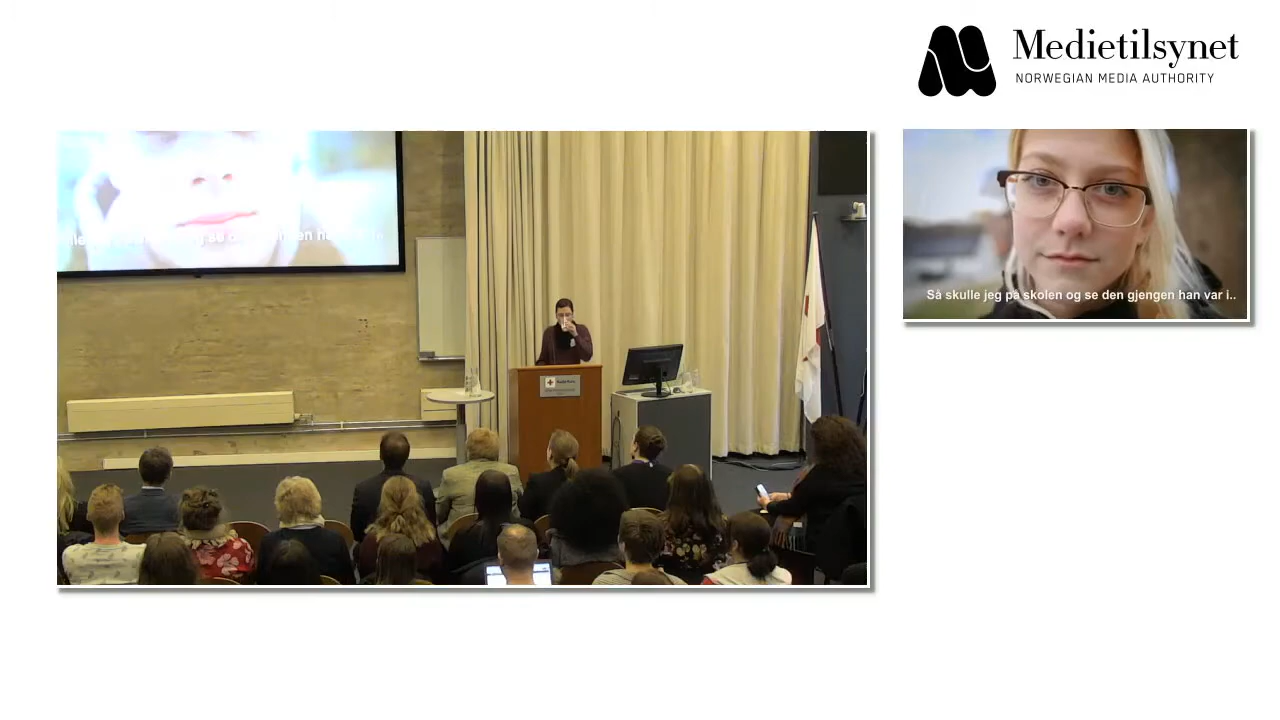 Medietilsynet
NORWEGIAN MEDIA AUTHORITY
Så skulle jeg på skolen og se den gjengen han var i..